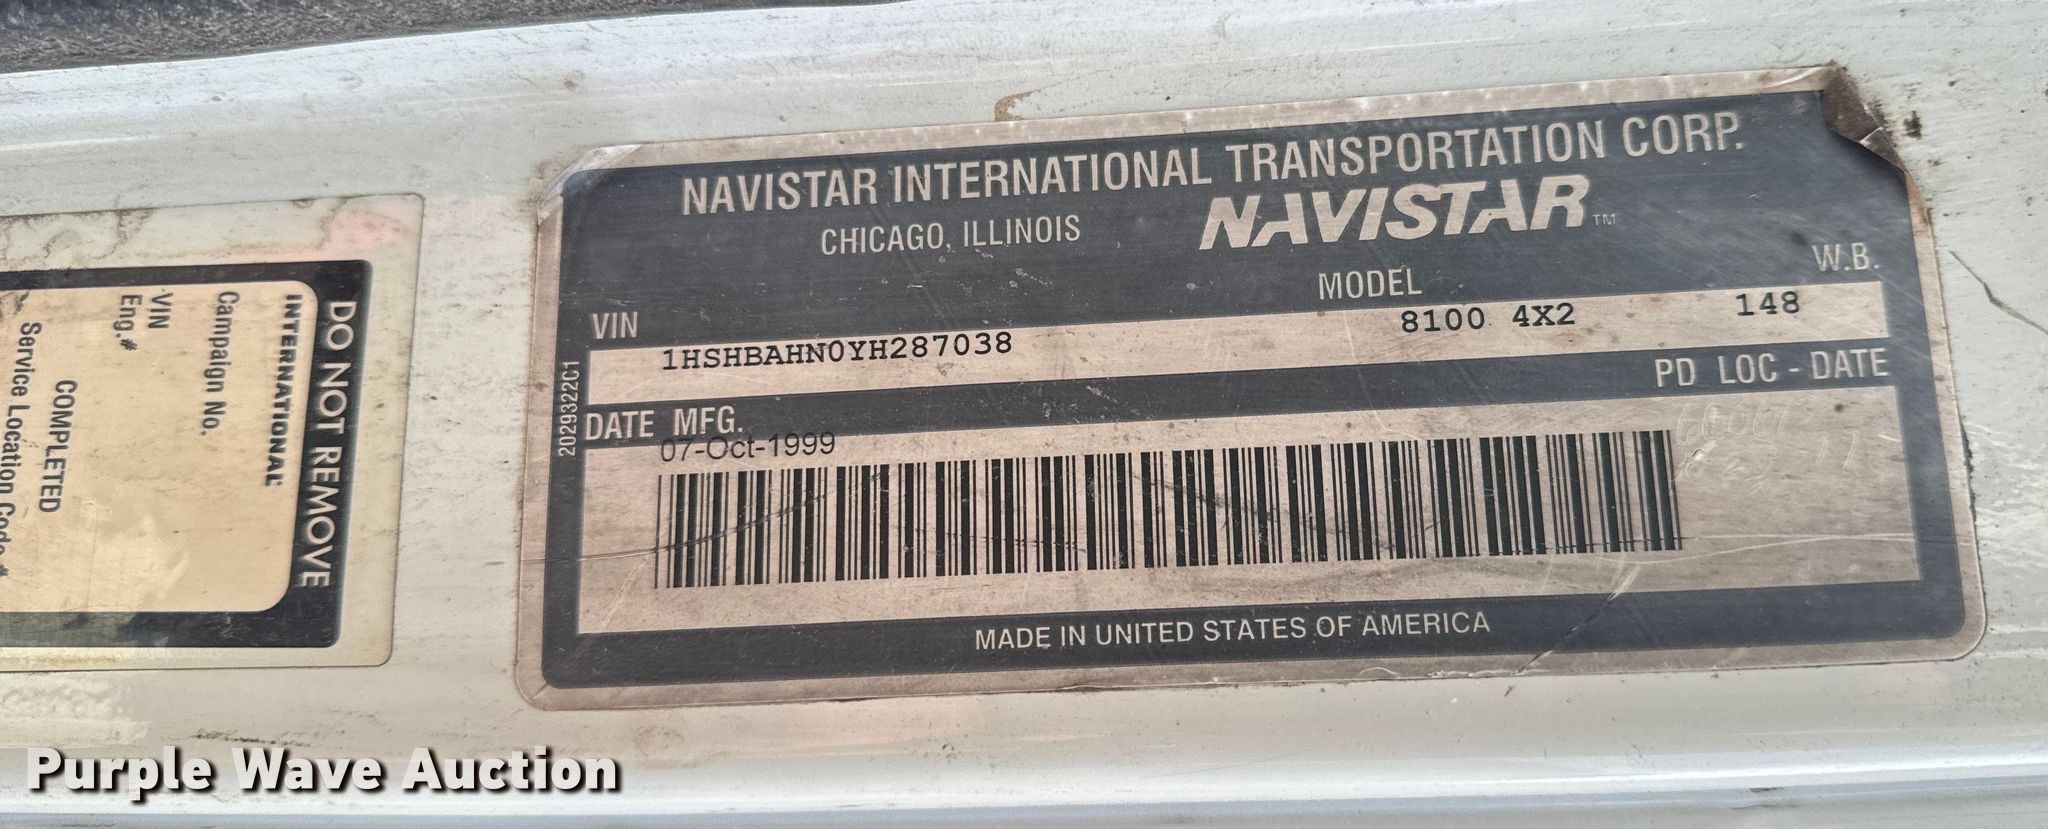 DO NOT REMOVE
INTERNATIONAL®
Campaign No.
VIN
Eng.#
COMPLETED
Service Location Code #
NAVISTAR INTERNATIONAL TRANSPORTATION CORP.
CHICAGO, ILLINOIS
NAVISTAR™
VIN MODEL W.B.
1HSHBAHN0YH287038 8100 4X2 148
2029322C1
DATE MFG. PD LOC - DATE
07-Oct-1999
MADE IN UNITED STATES OF AMERICA
Purple Wave Auction